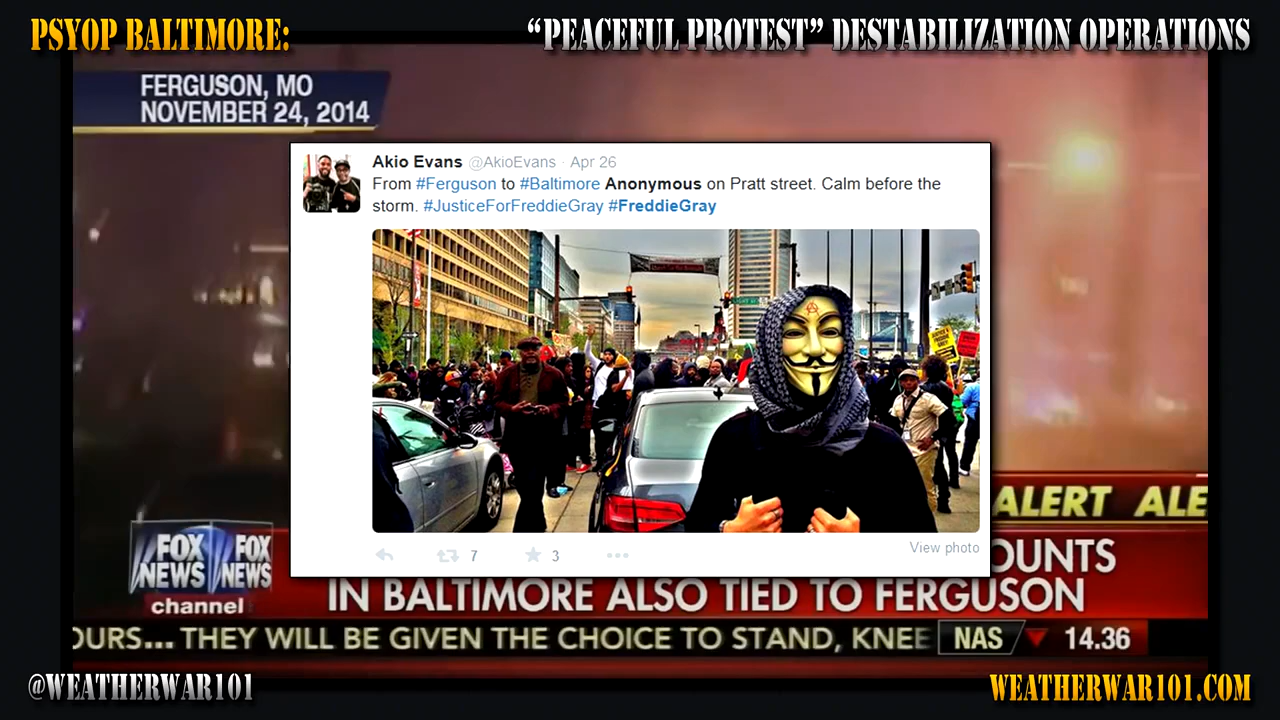 PSYOP BALTIMORE: “PEACEFUL PROTEST” DESTABILIZATION OPERATIONS
FERGUSON, MO
NOVEMBER 24, 2014
Akio Evans @AkioEvans · Apr 26
From #Ferguson to #Baltimore Anonymous on Pratt street. Calm before the
storm. #JusticeForFreddieGray #FreddieGray
7 3 View photo
ALERT ALE
FOX NEWS FOX NEWS
channel
OUNTS
IN BALTIMORE ALSO TIED TO FERGUSON
OURS... THEY WILL BE GIVEN THE CHOICE TO STAND, KNEE NAS 14.36
@WEATHERWAR101 WEATHERWAR101.COM